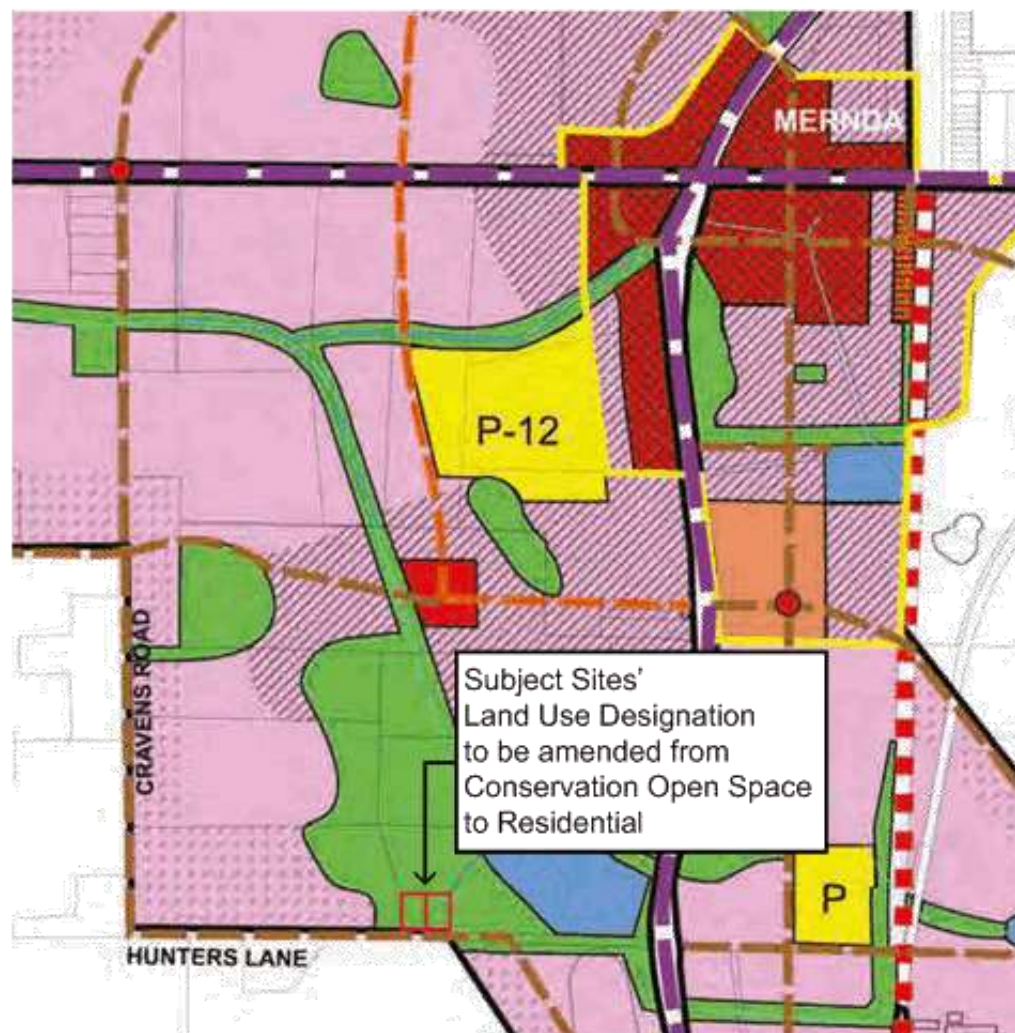 MERNDA
P-12
CRAVENS ROAD
Subject Sites'
Land Use Designation
to be amended from
Conservation Open Space
to Residential
P
HUNTERS LANE